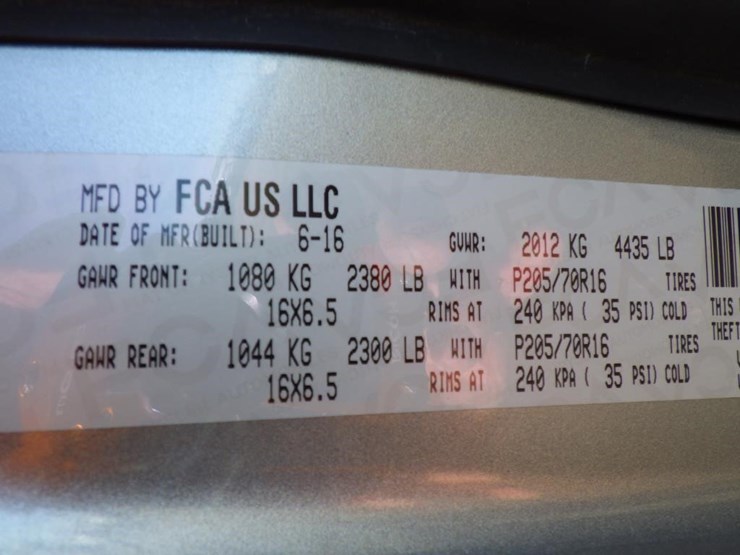 MFD BY FCA US LLC
DATE OF MFR(BUILT): 6-16 GVWR: 2012 KG 4435 LB
GAWR FRONT: 1080 KG 2380 LB WITH P205/70R16 TIRES
16X6.5 RIMS AT 240 KPA ( 35 PSI) COLD
GAWR REAR: 1044 KG 2300 LB WITH P205/70R16 TIRES
16X6.5 RIMS AT 240 KPA ( 35 PSI) COLD
THIS
THEFT